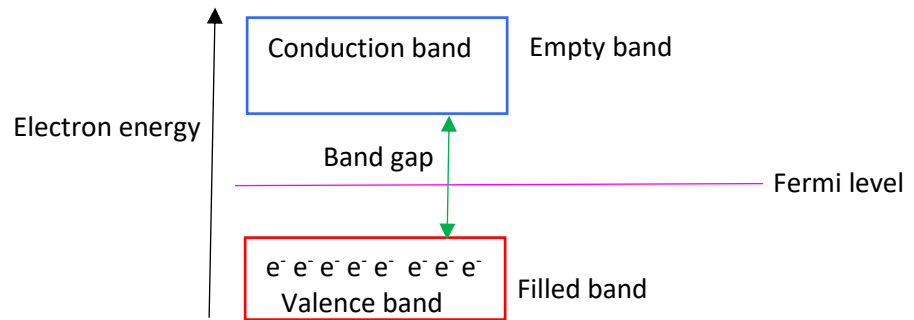 Conduction band
Empty band
Electron energy
Band gap
Fermi level
e⁻ e⁻ e⁻ e⁻ e⁻ e⁻ e⁻ e⁻
Valence band
Filled band